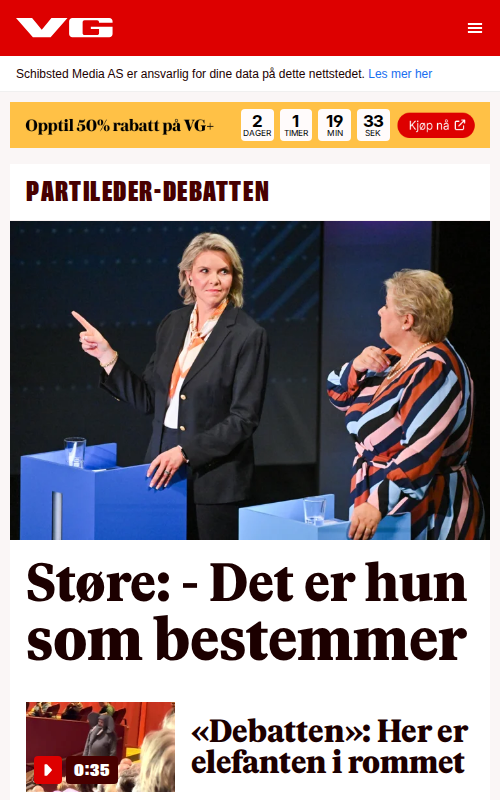 VG
Schibsted Media AS er ansvarlig for dine data på dette nettstedet. Les mer her
Opptil 50% rabatt på VG+
2 1 19 33
DAGER TIMER MIN SEK
Kjøp nå
PARTILEDER-DEBATTEN
Støre: - Det er hun
som bestemmer
«Debatten»: Her er
elefanten i rommet
0:35